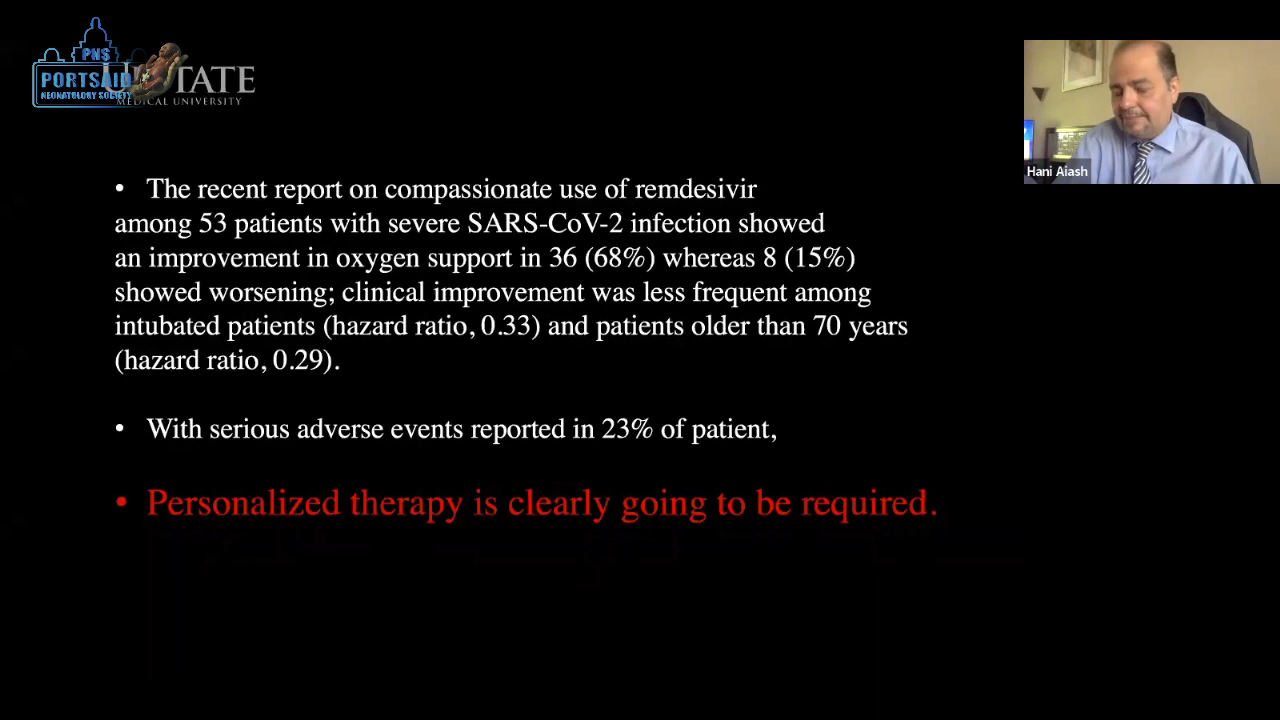 PNS
PORTSAID
NEONATOLOGY SOCIETY
TATE
MEDICAL UNIVERSITY
Hani Aiash
• The recent report on compassionate use of remdesivir
among 53 patients with severe SARS-CoV-2 infection showed
an improvement in oxygen support in 36 (68%) whereas 8 (15%)
showed worsening; clinical improvement was less frequent among
intubated patients (hazard ratio, 0.33) and patients older than 70 years
(hazard ratio, 0.29).
• With serious adverse events reported in 23% of patient,
• Personalized therapy is clearly going to be required.